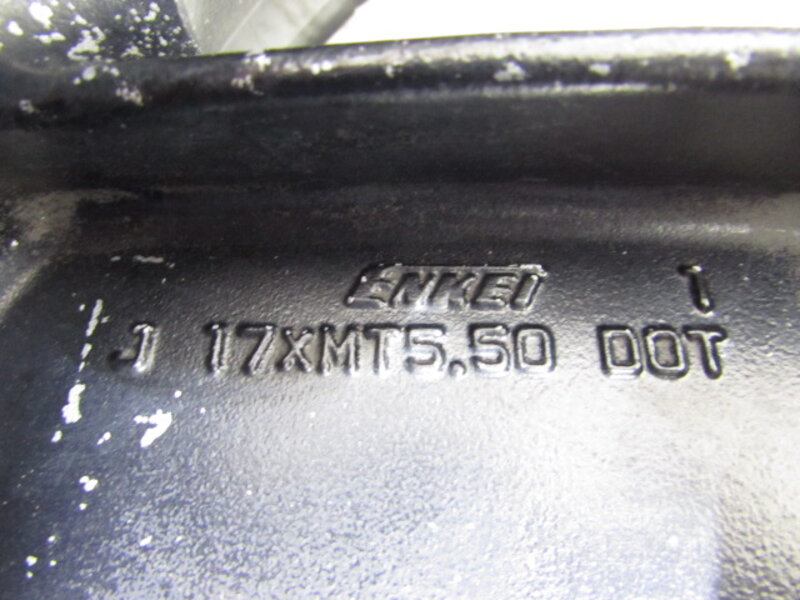 ENKEI 1
J 17xMT5.50 DOT